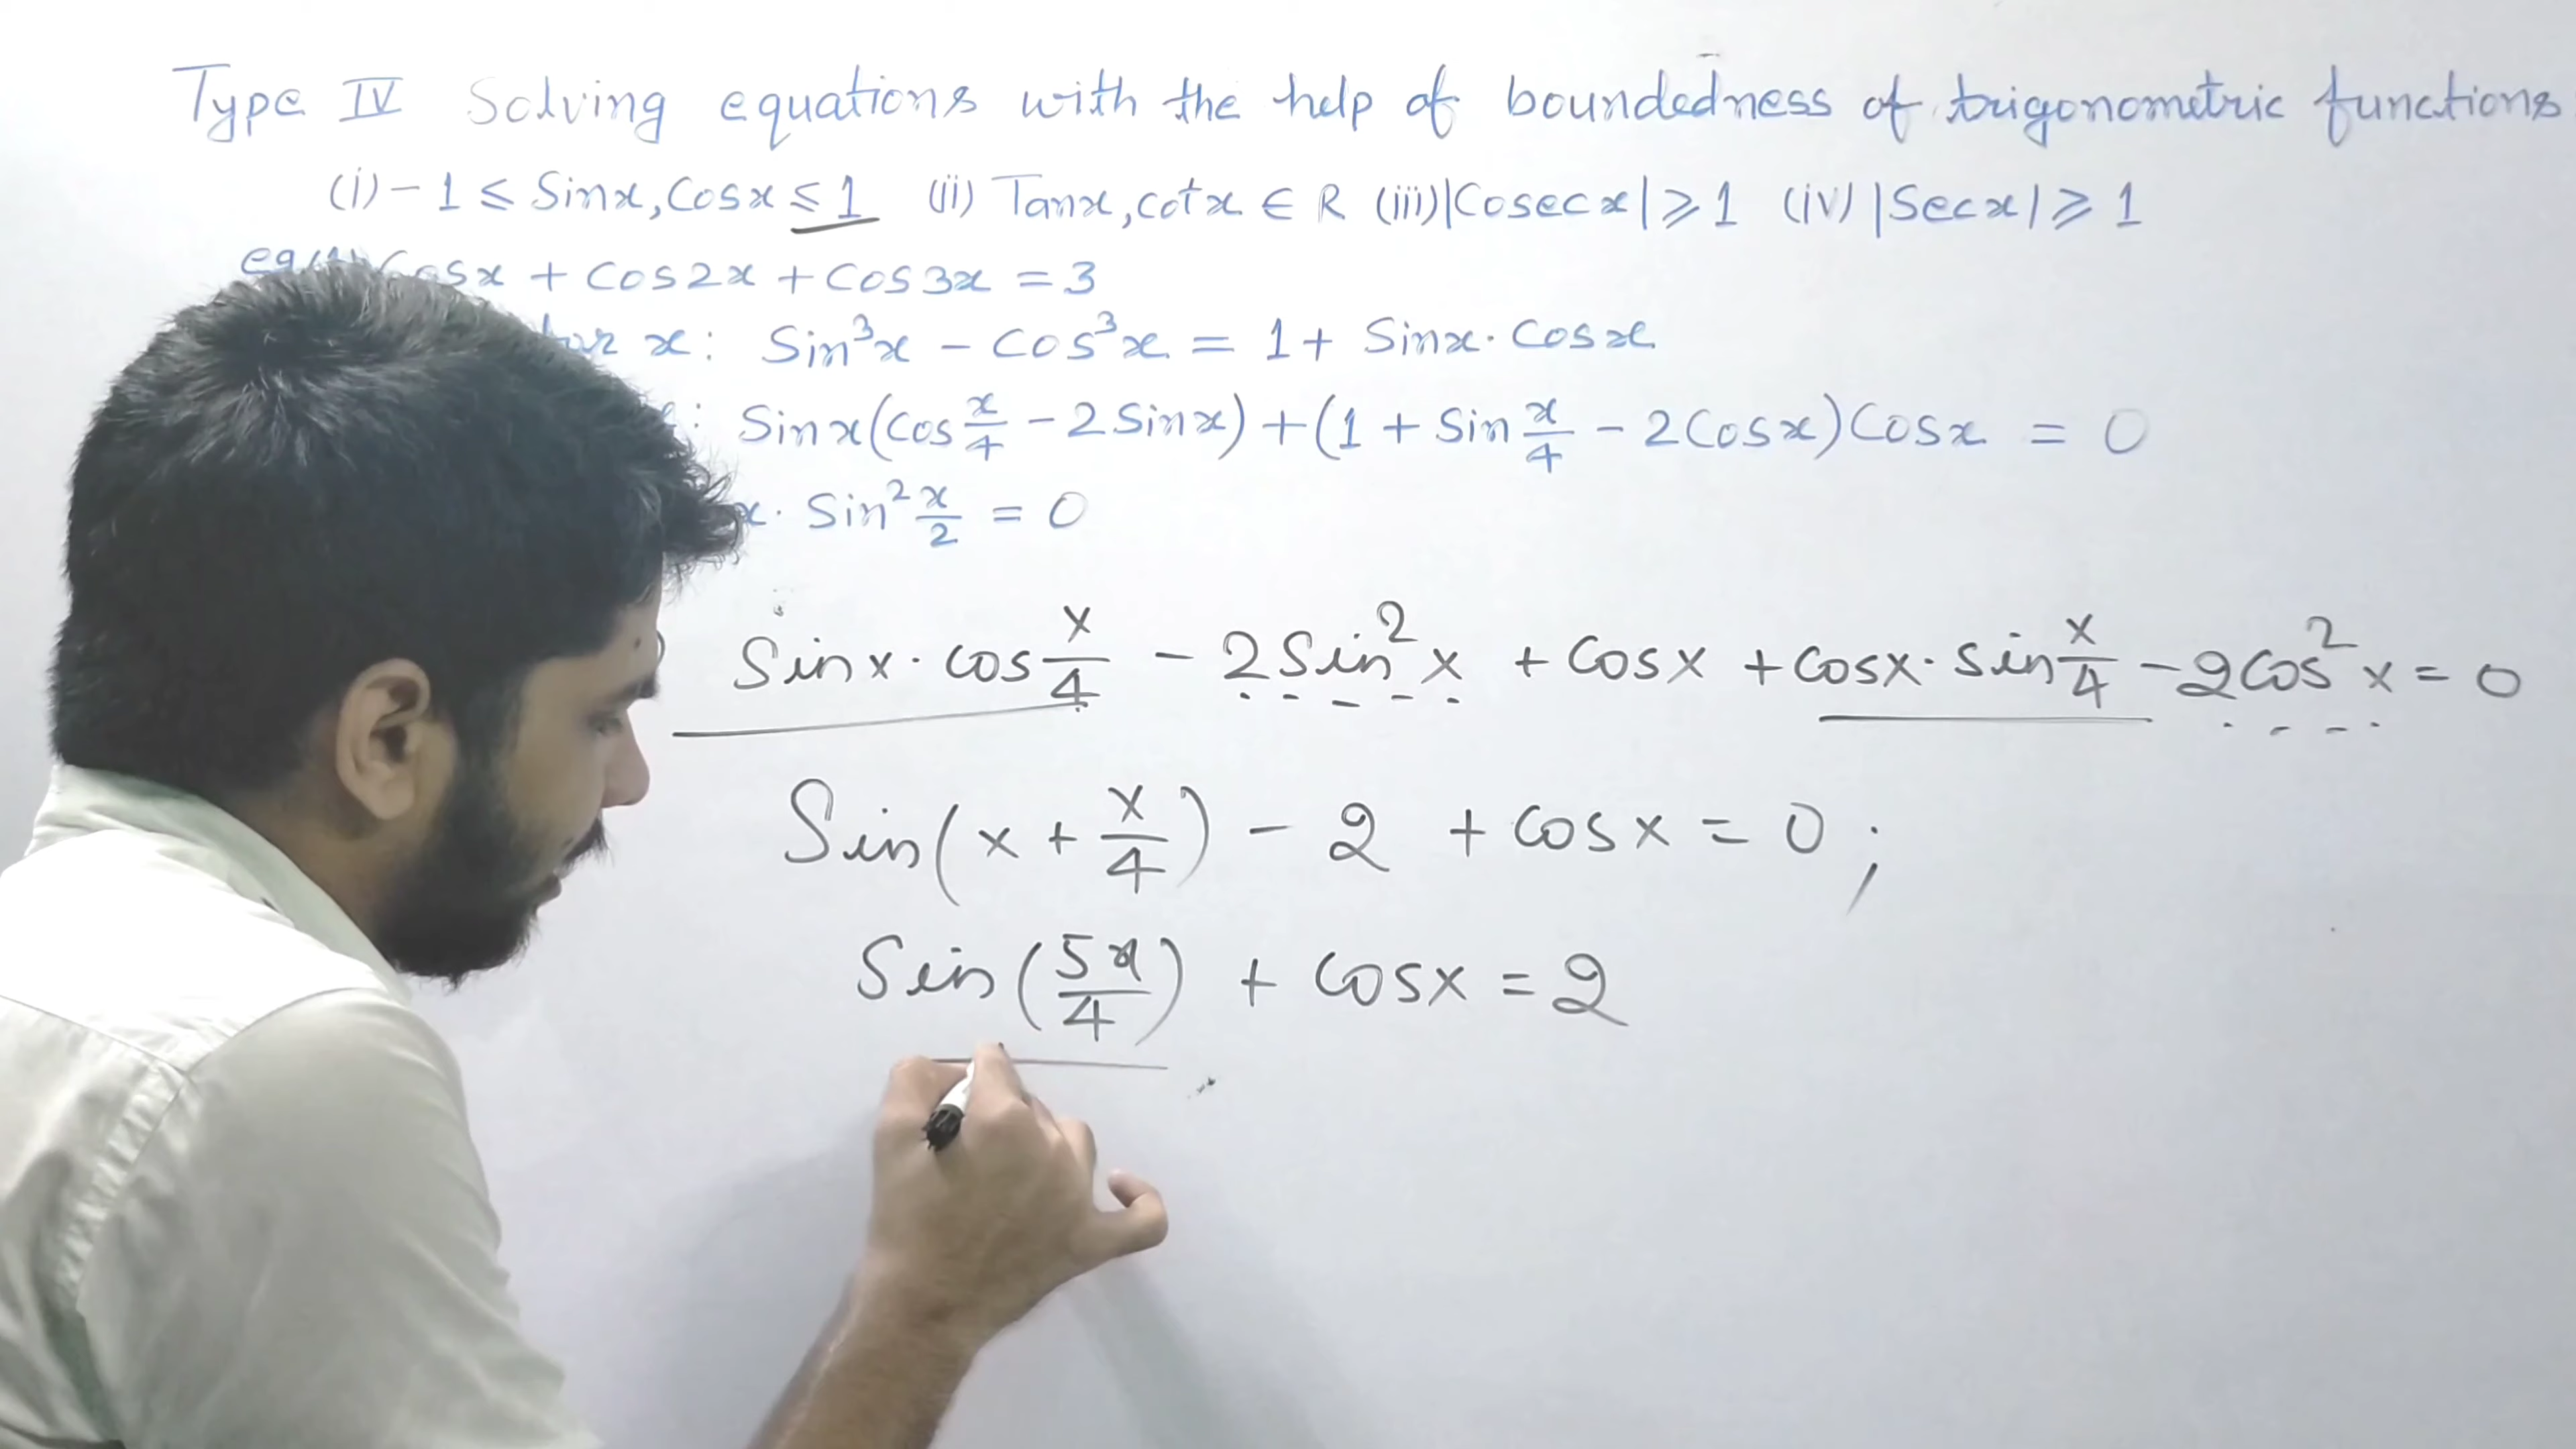 Type IV Solving equations with the help of boundedness of trigonometric functions
(i) -1 ≤ Sinx, Cosx ≤ 1 (ii) Tanx, cotx ∈ R (iii) |Cosecx| ≥ 1 (iv) |Secx| ≥ 1
Cosx + Cos2x + Cos3x = 3
x: Sin³x - Cos³x = 1 + Sinx·Cosx
: Sinx(Cos x/4 - 2Sinx) + (1 + Sin x/4 - 2Cosx)Cosx = 0
x· Sin² x/2 = 0
) Sinx·cos x/4 - 2Sin²x + cosx + cosx·sin x/4 - 2cos²x = 0
Sin(x + x/4) - 2 + cosx = 0 ;
Sin(5x/4) + cosx = 2